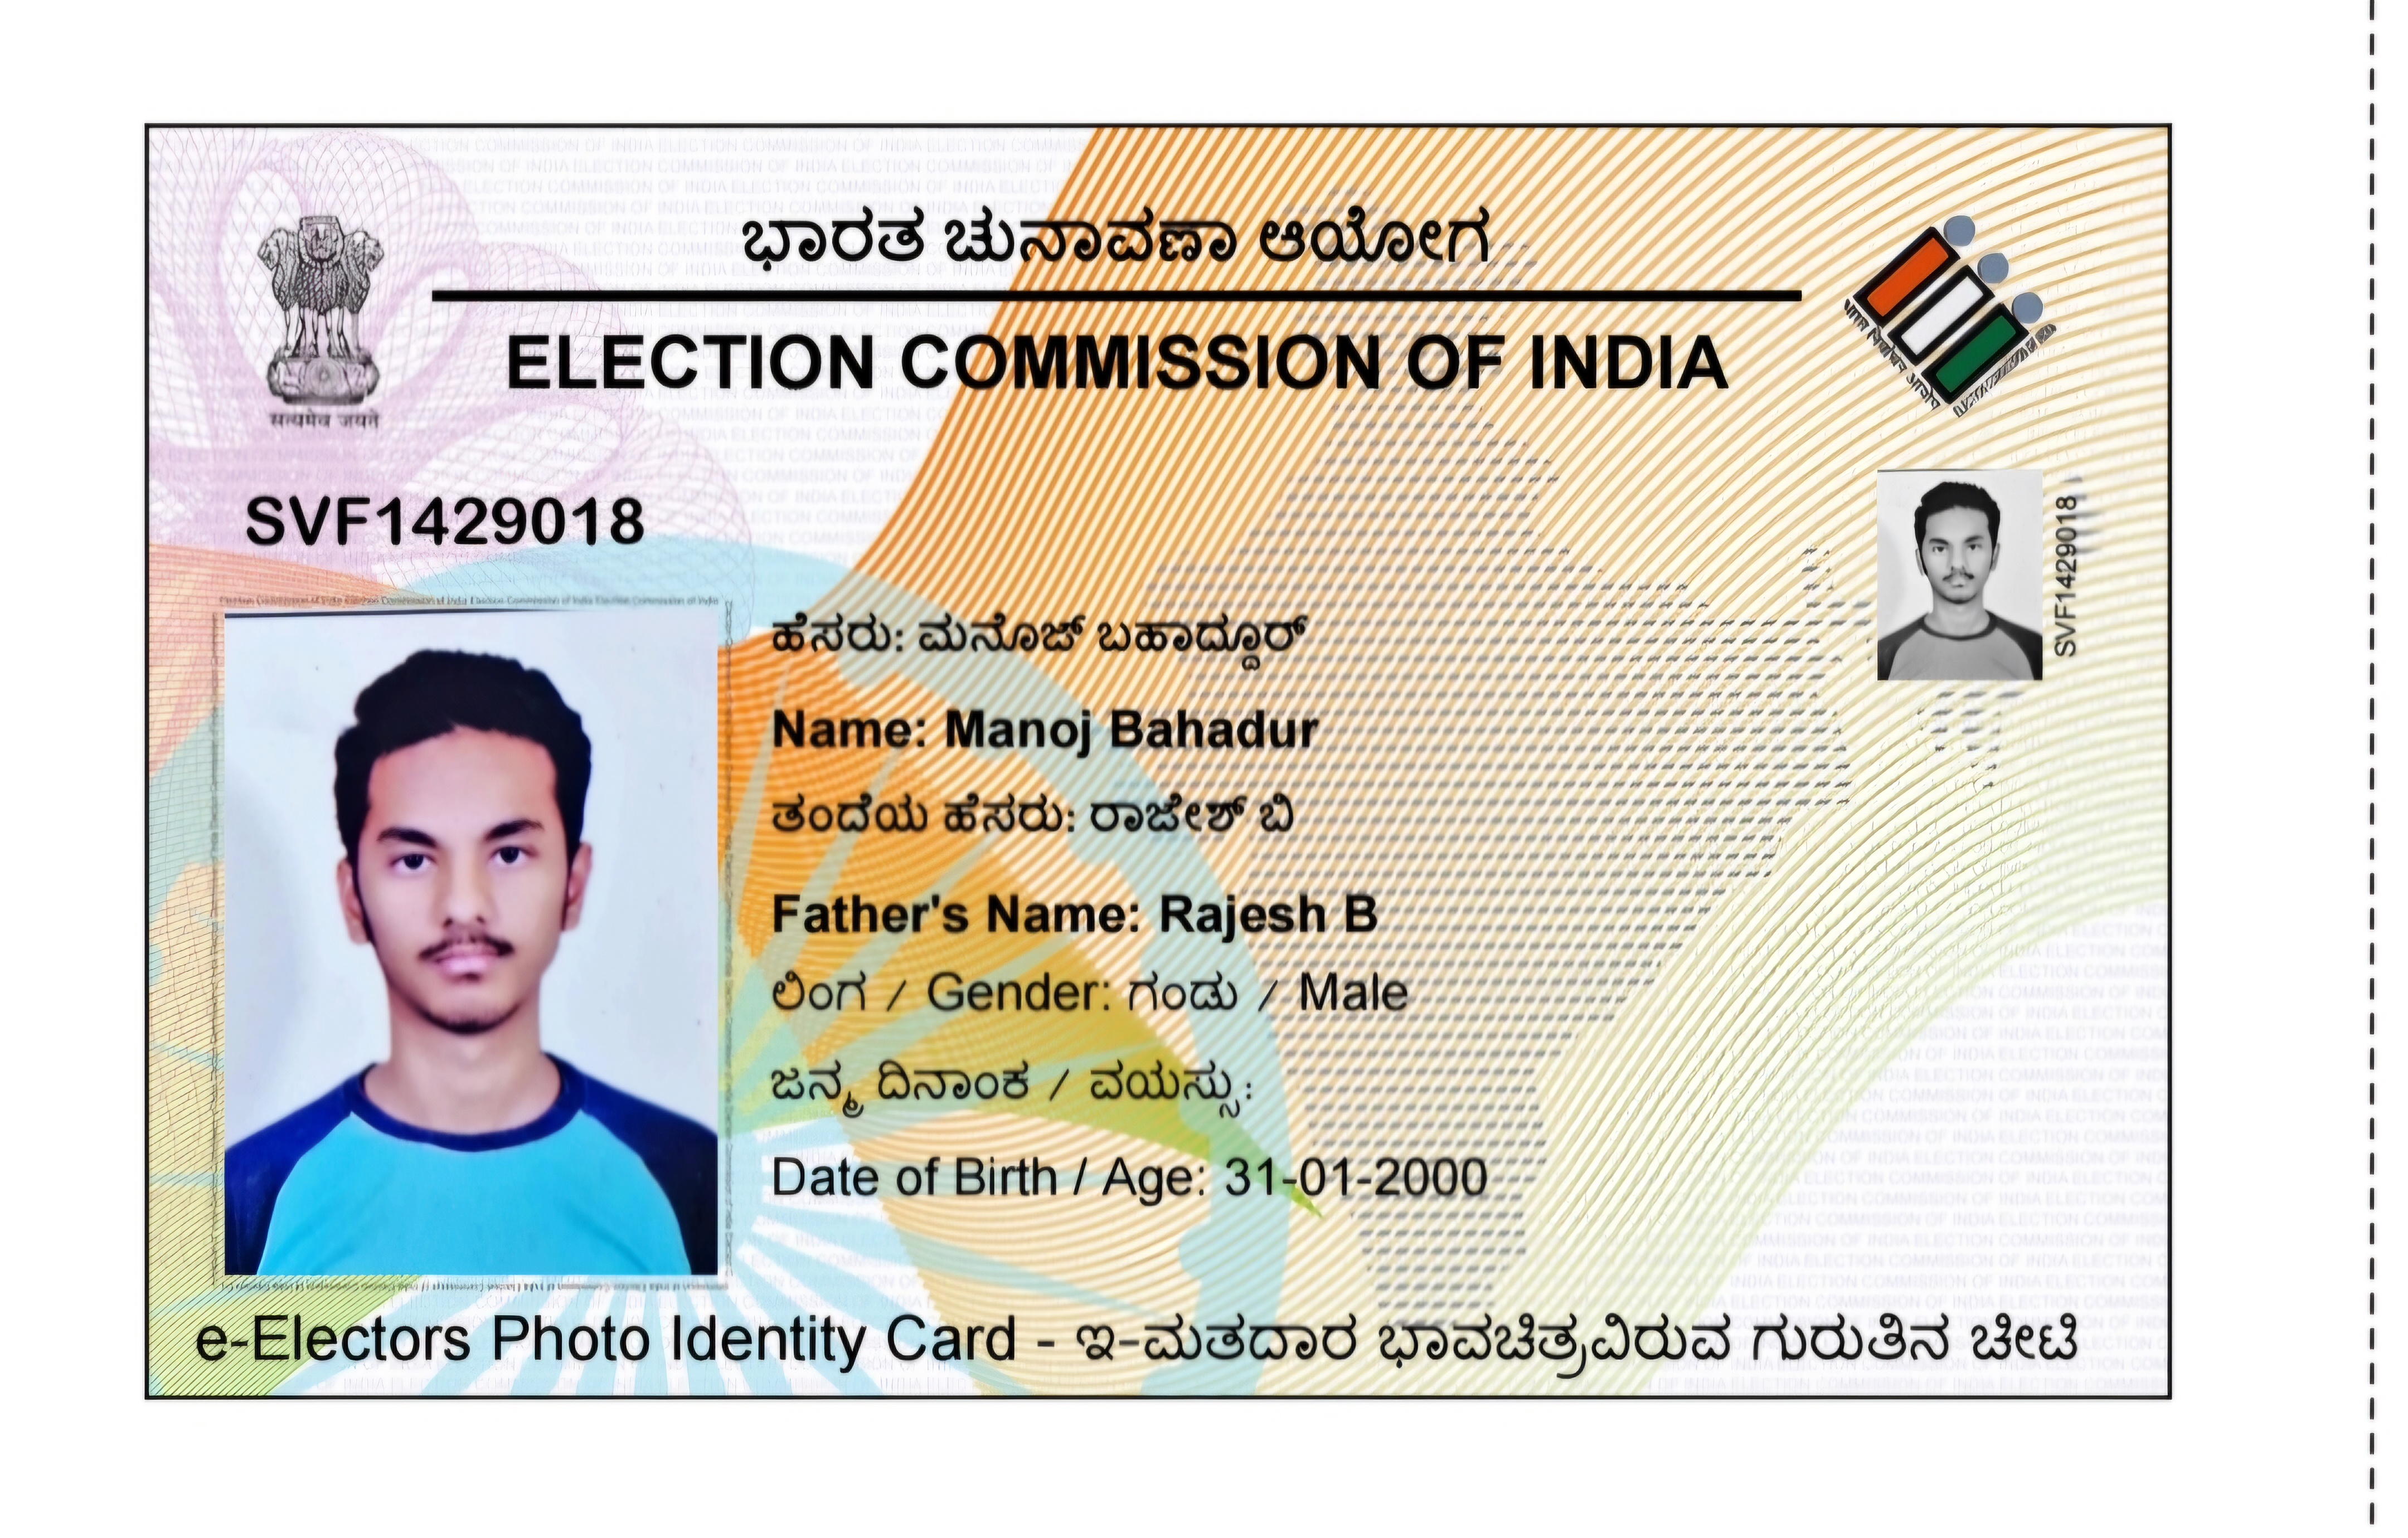 ಭಾರತ ಚುನಾವಣಾ ಆಯೋಗ
ELECTION COMMISSION OF INDIA
सत्यमेव जयते
SVF1429018
SVF1429018
ಹೆಸರು: ಮನೋಜ್ ಬಹಾದ್ದೂರ್
Name: Manoj Bahadur
ತಂದೆಯ ಹೆಸರು: ರಾಜೇಶ್ ಬಿ
Father's Name: Rajesh B
ಲಿಂಗ / Gender: ಗಂಡು / Male
ಜನ್ಮ ದಿನಾಂಕ / ವಯಸ್ಸು:
Date of Birth / Age: 31-01-2000
e-Electors Photo Identity Card - ಇ-ಮತದಾರ ಭಾವಚಿತ್ರವಿರುವ ಗುರುತಿನ ಚೀಟಿ